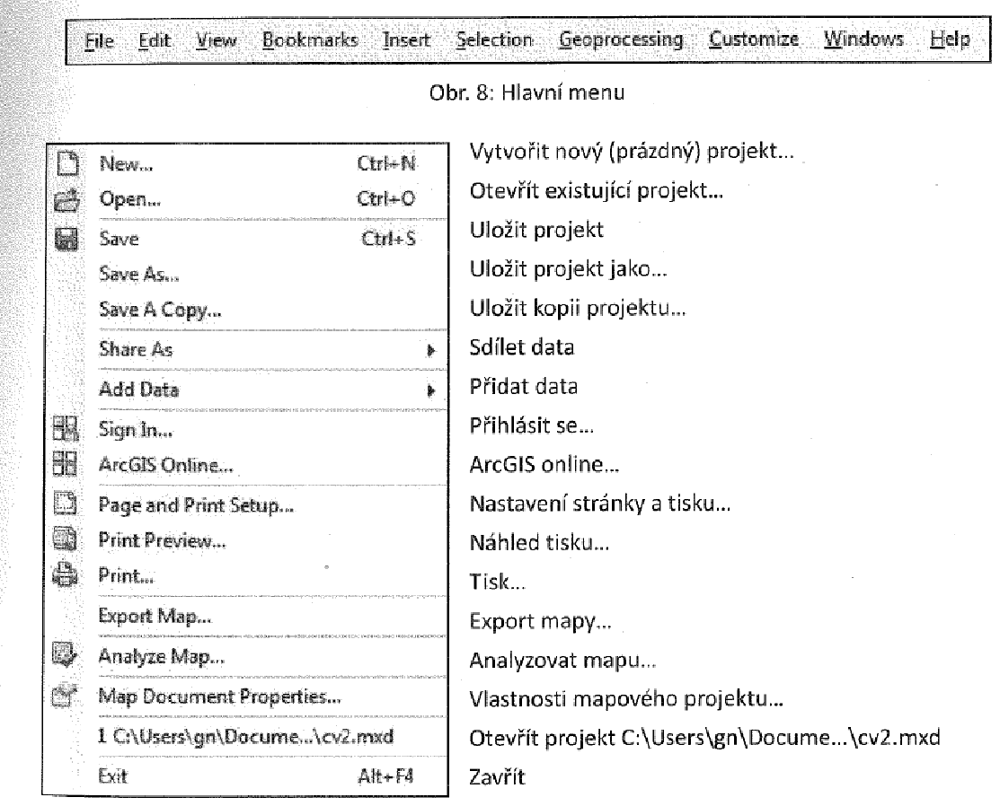 File Edit View Bookmarks Insert Selection Geoprocessing Customize Windows Help
Obr. 8: Hlavní menu
New... Ctrl+N Vytvořit nový (prázdný) projekt...
Open... Ctrl+O Otevřít existující projekt...
Save Ctrl+S Uložit projekt
Save As... Uložit projekt jako...
Save A Copy... Uložit kopii projektu...
Share As Sdílet data
Add Data Přidat data
Sign In... Přihlásit se...
ArcGIS Online... ArcGIS online...
Page and Print Setup... Nastavení stránky a tisku...
Print Preview... Náhled tisku...
Print... Tisk...
Export Map... Export mapy...
Analyze Map... Analyzovat mapu...
Map Document Properties... Vlastnosti mapového projektu...
1 C:\Users\gn\Docume...\cv2.mxd Otevřít projekt C:\Users\gn\Docume...\cv2.mxd
Exit Alt+F4 Zavřít